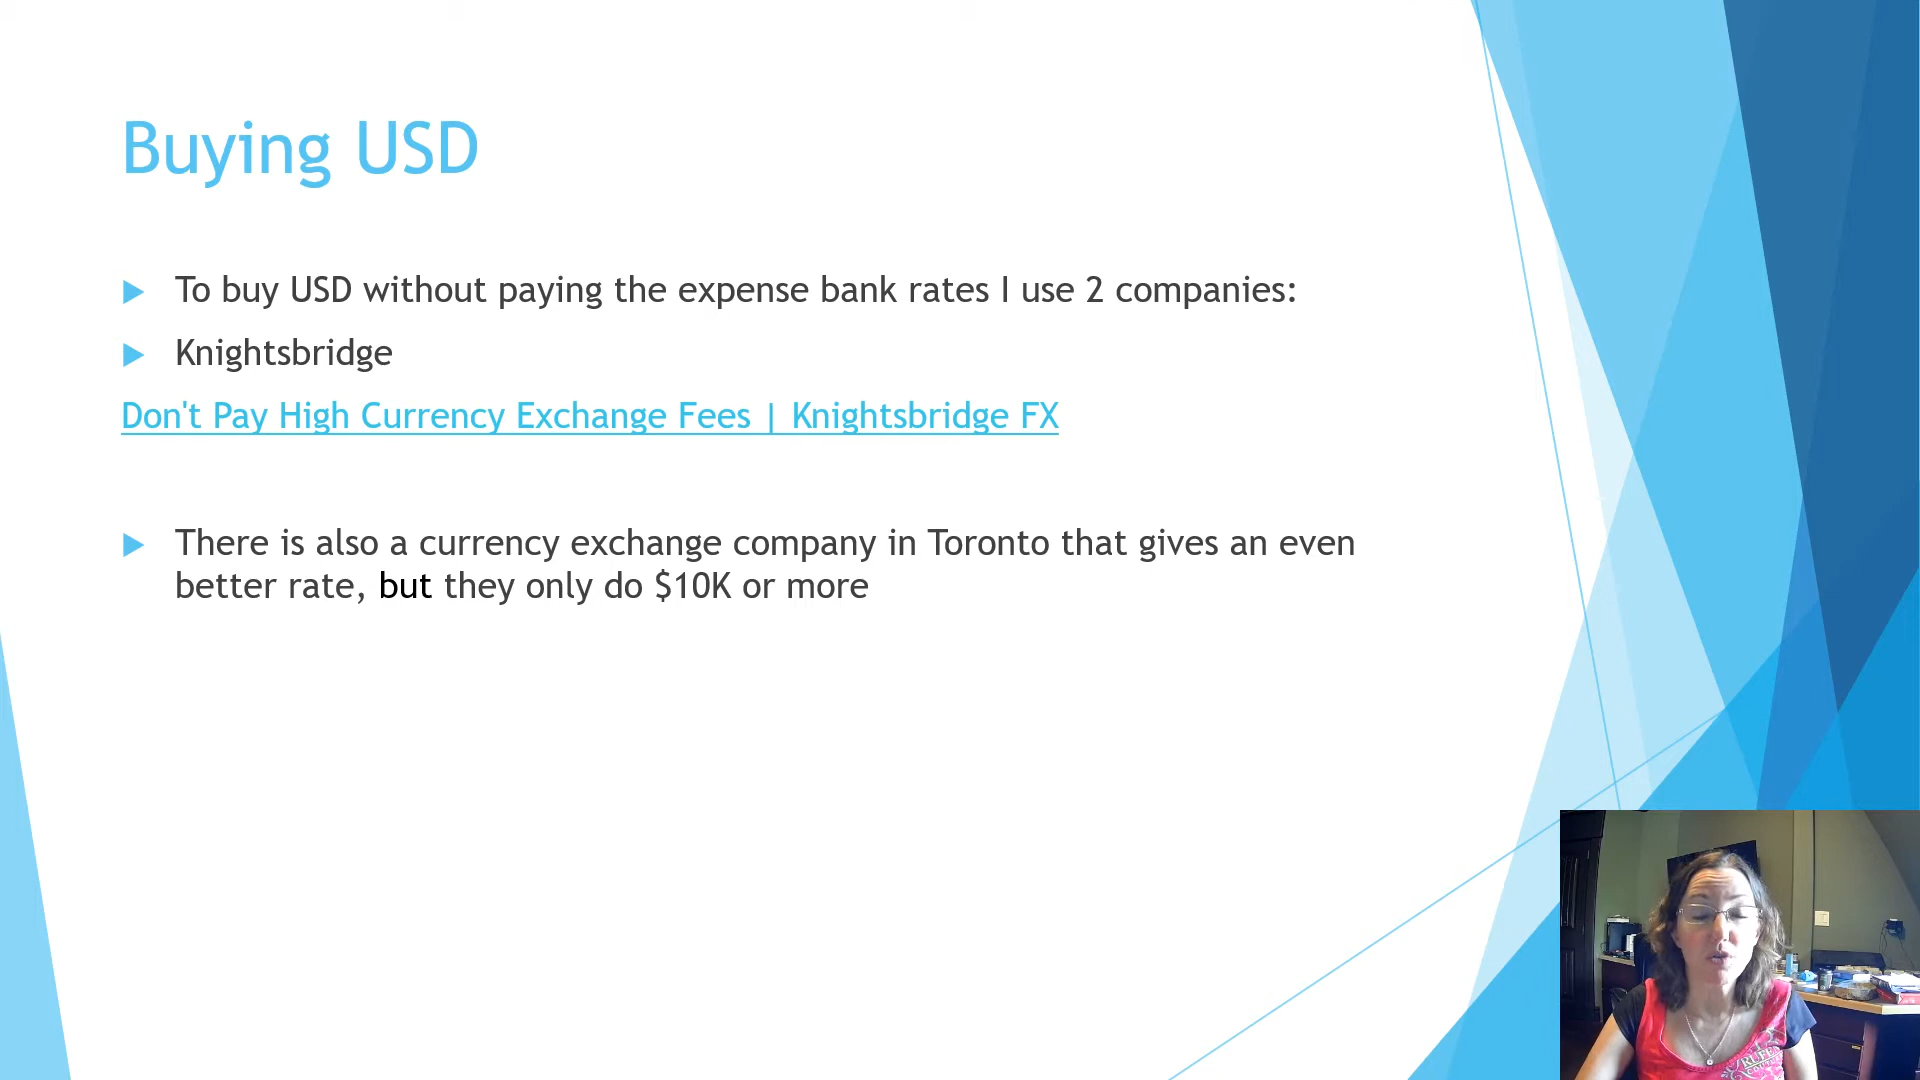 Buying USD
To buy USD without paying the expense bank rates I use 2 companies:
Knightsbridge
Don't Pay High Currency Exchange Fees | Knightsbridge FX
There is also a currency exchange company in Toronto that gives an even
better rate, but they only do $10K or more